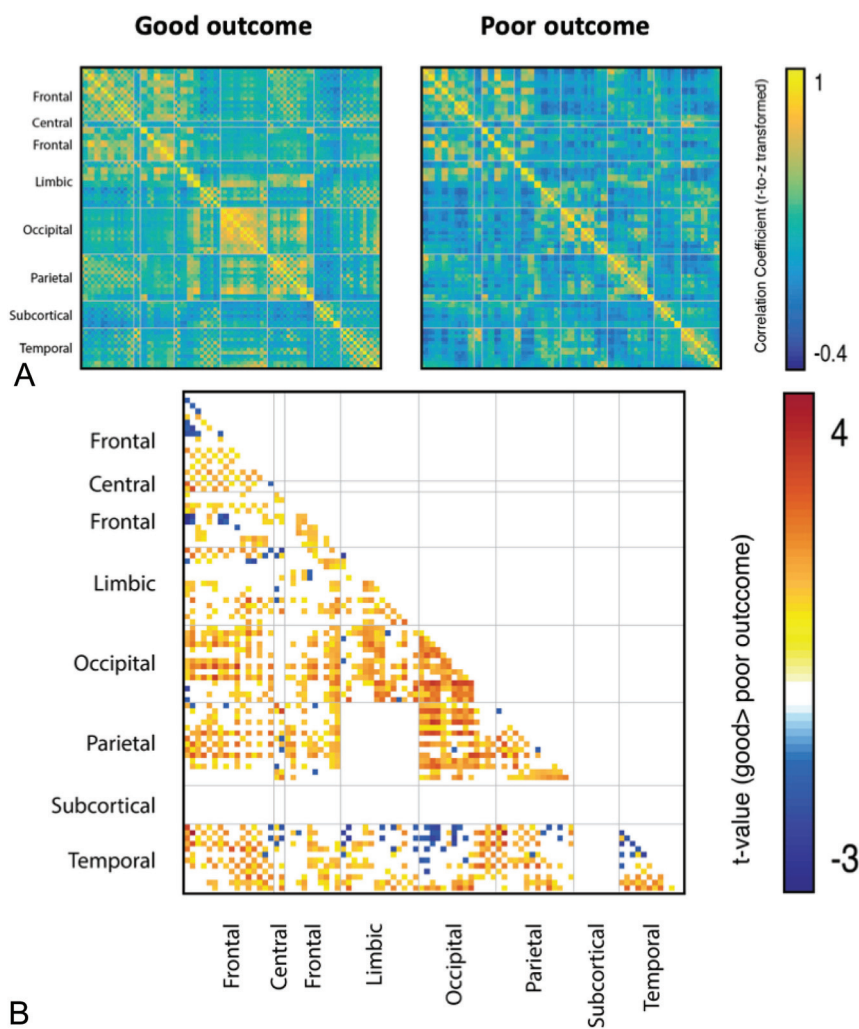 Good outcome
Poor outcome
Frontal
Central
Frontal
Limbic
Occipital
Parietal
Subcortical
Temporal
A
Correlation Coefficient (r-to-z transformed)
1
-0.4
Frontal
Central
Frontal
Limbic
Occipital
Parietal
Subcortical
Temporal
Frontal
Central
Frontal
Limbic
Occipital
Parietal
Subcortical
Temporal
t-value (good> poor outccome)
4
-3
B